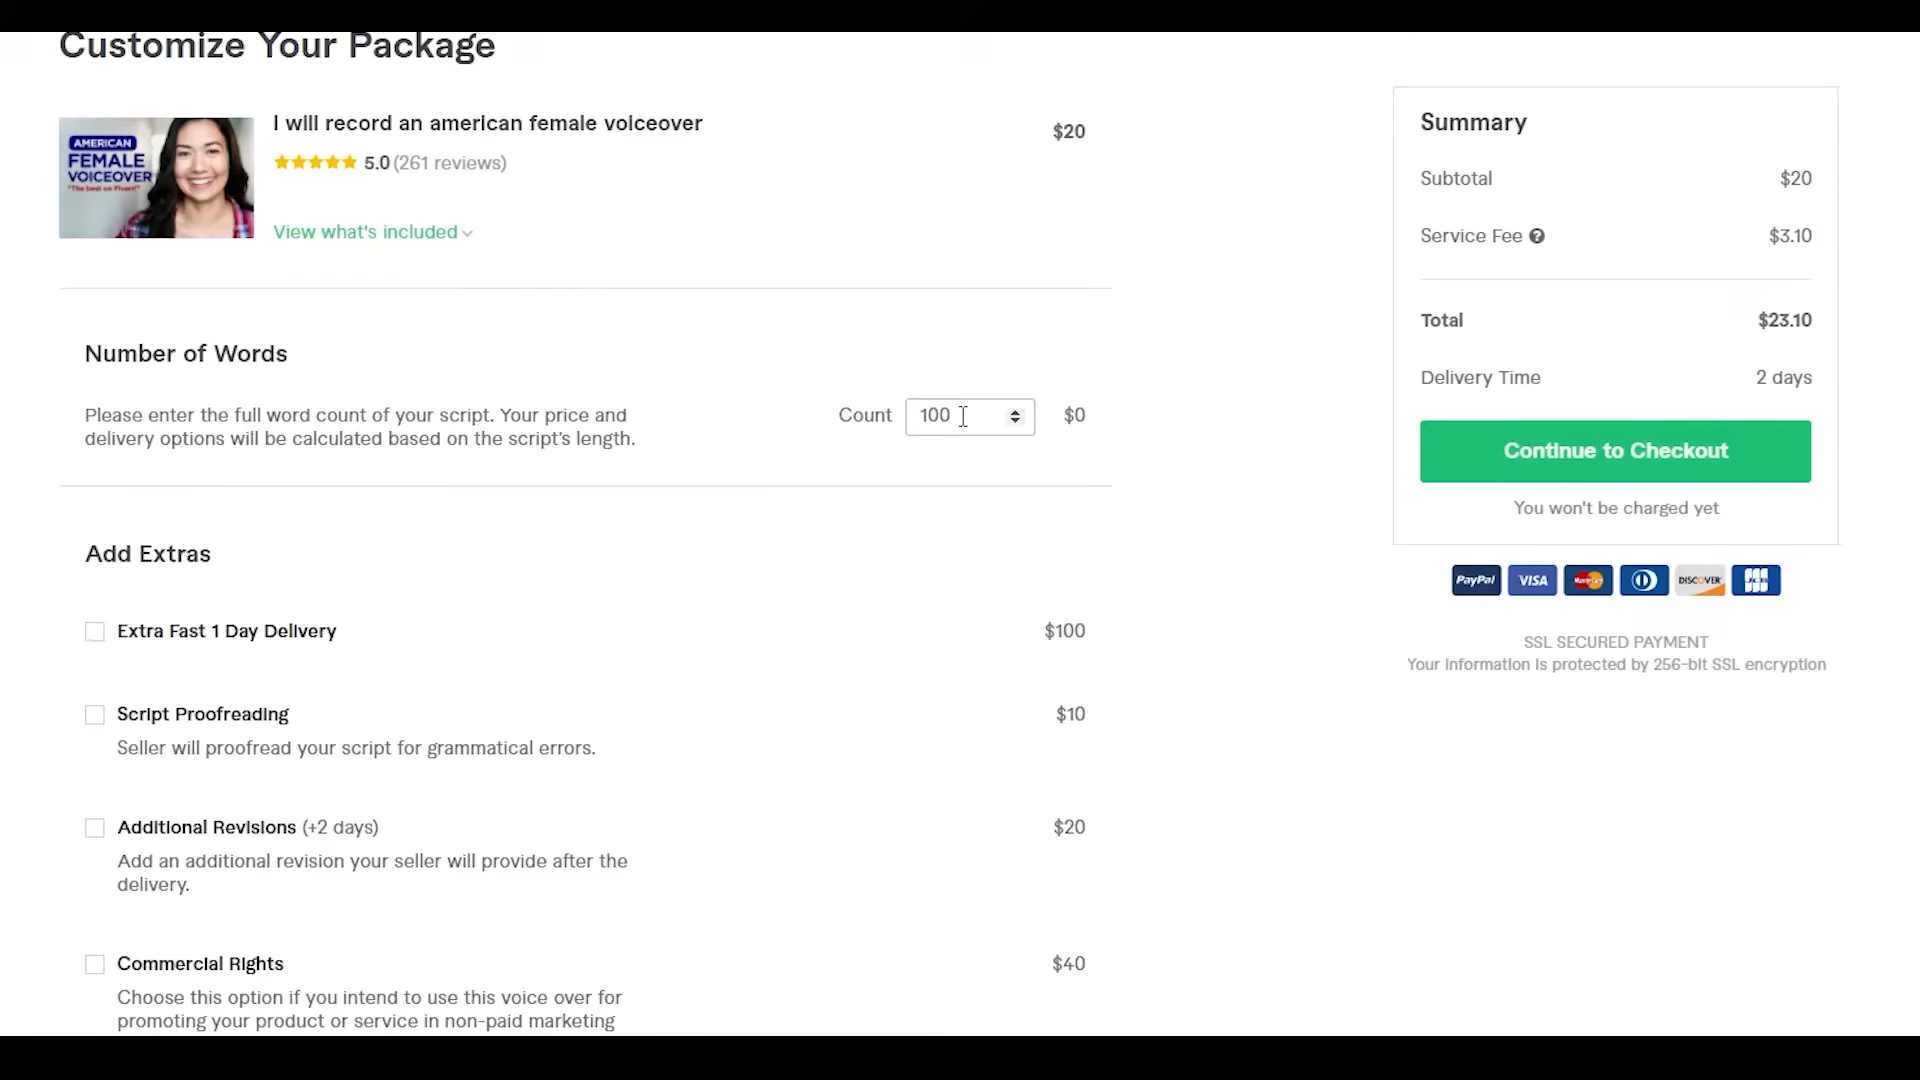 Customize Your Package
AMERICAN
FEMALE
VOICEOVER
"The best on Fiverr!"
I will record an american female voiceover
5.0 (261 reviews)
$20
View what's included
Number of Words
Please enter the full word count of your script. Your price and
delivery options will be calculated based on the script's length.
Count 100 $0
Add Extras
Extra Fast 1 Day Delivery $100
Script Proofreading $10
Seller will proofread your script for grammatical errors.
Additional Revisions (+2 days) $20
Add an additional revision your seller will provide after the
delivery.
Commercial Rights $40
Choose this option if you intend to use this voice over for
promoting your product or service in non-paid marketing
Summary
Subtotal $20
Service Fee ? $3.10
Total $23.10
Delivery Time 2 days
Continue to Checkout
You won't be charged yet
PayPal VISA MasterCard DISCOVER JCB
SSL SECURED PAYMENT
Your information is protected by 256-bit SSL encryption